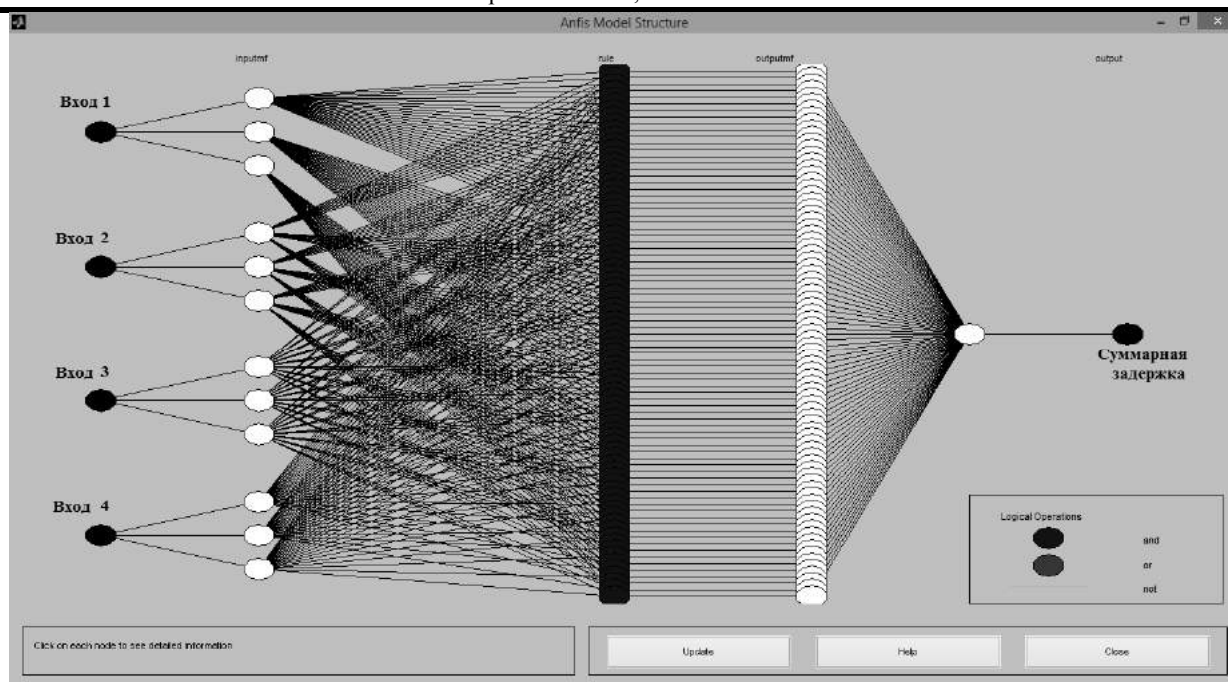 Anfis Model Structure
inputmf rule outputmf output
Вход 1
Вход 2
Вход 3
Вход 4
Суммарная
задержка
Logical Operations
and
or
not
Click on each node to see detailed information
Update Help Close